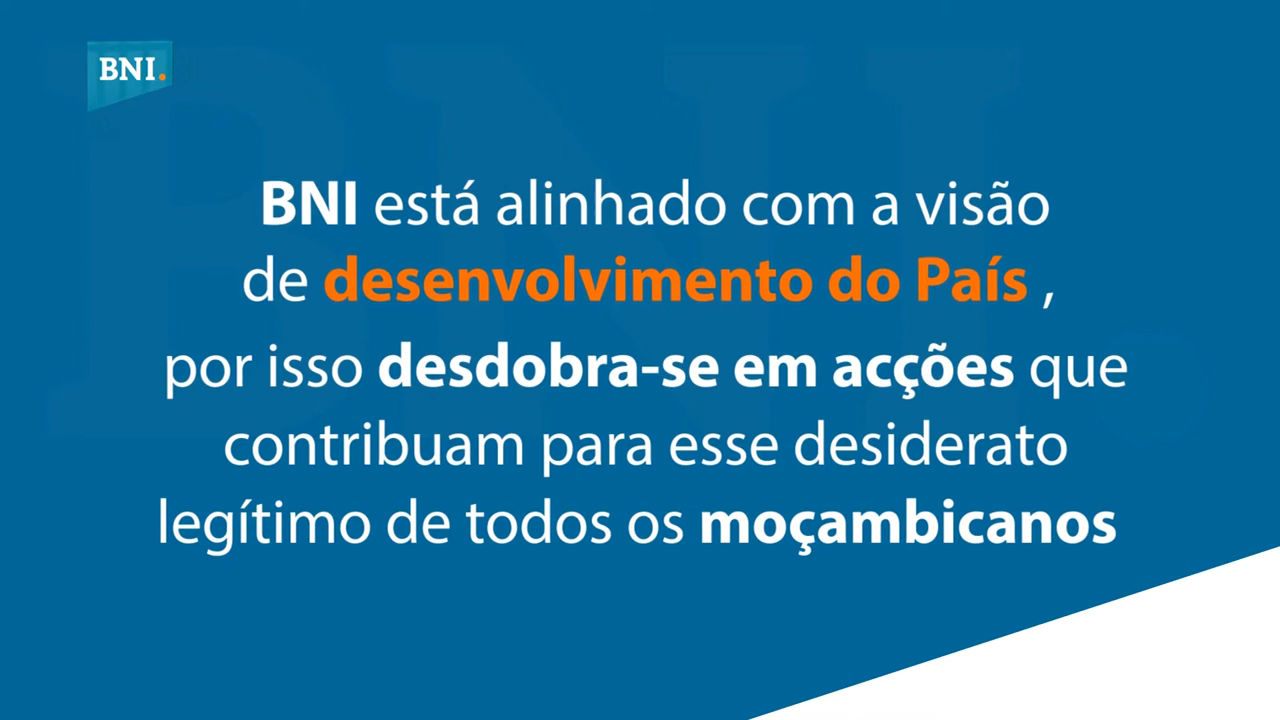 BNI.
BNI está alinhado com a visão
de desenvolvimento do País ,
por isso desdobra-se em acções que
contribuam para esse desiderato
legítimo de todos os moçambicanos